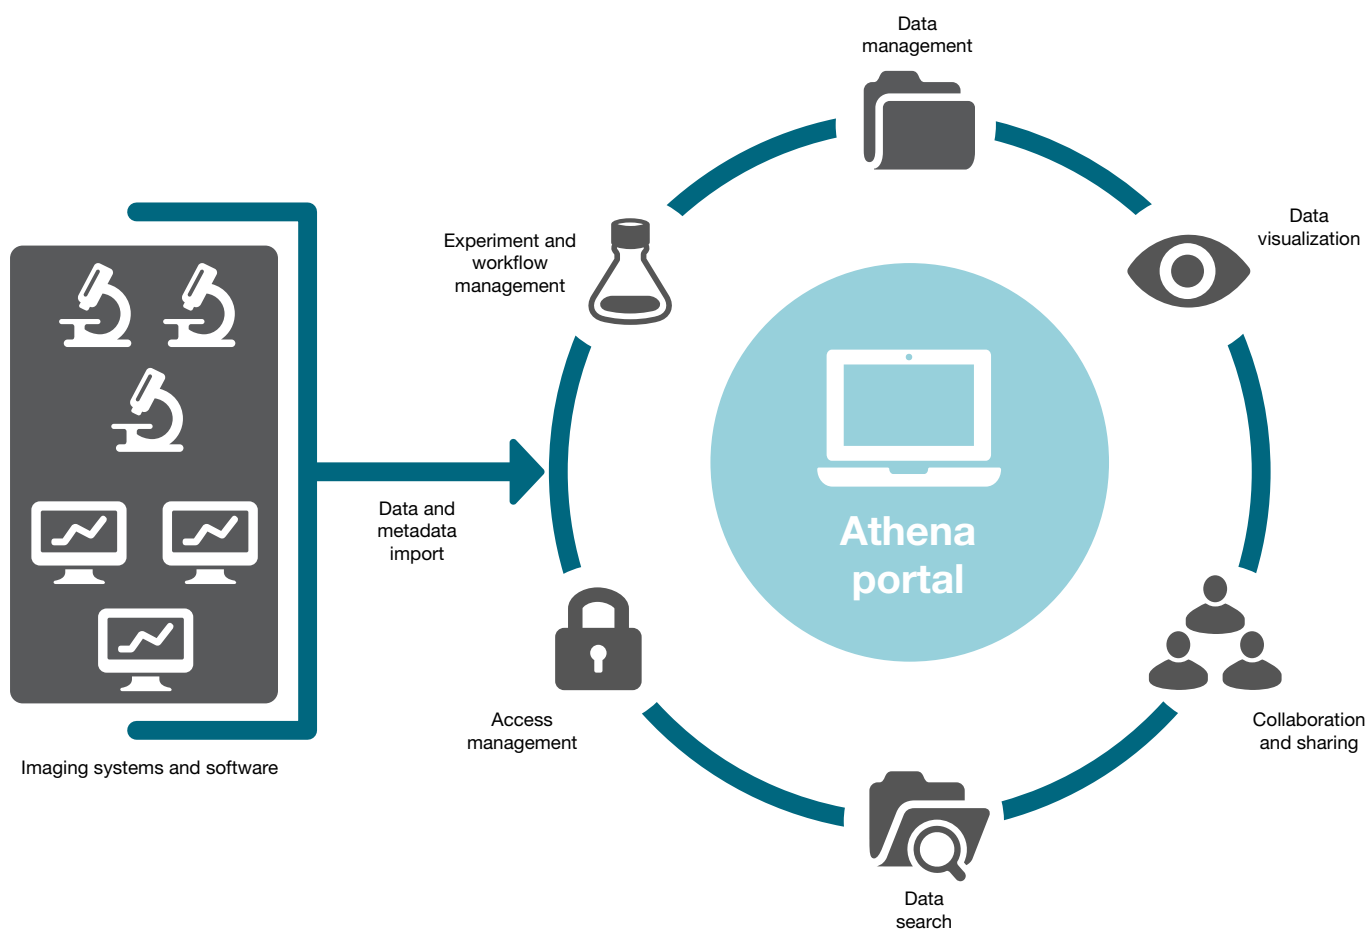 Data
management
Data
visualization
Experiment and
workflow
management
Data and
metadada
import
Athena
portal
Access
management
Collaboration
and sharing
Imaging systems and software
Data
search